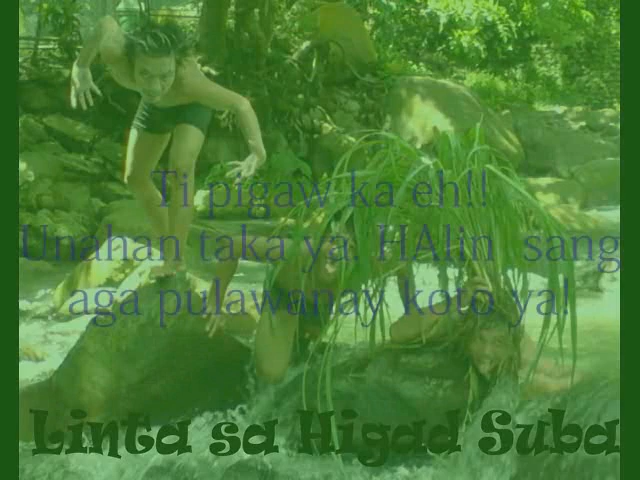 Ti pigaw ka eh!!
Unahan taka ya. HAlin sang
aga pulawanay koto ya!
Linta sa Higad Suba